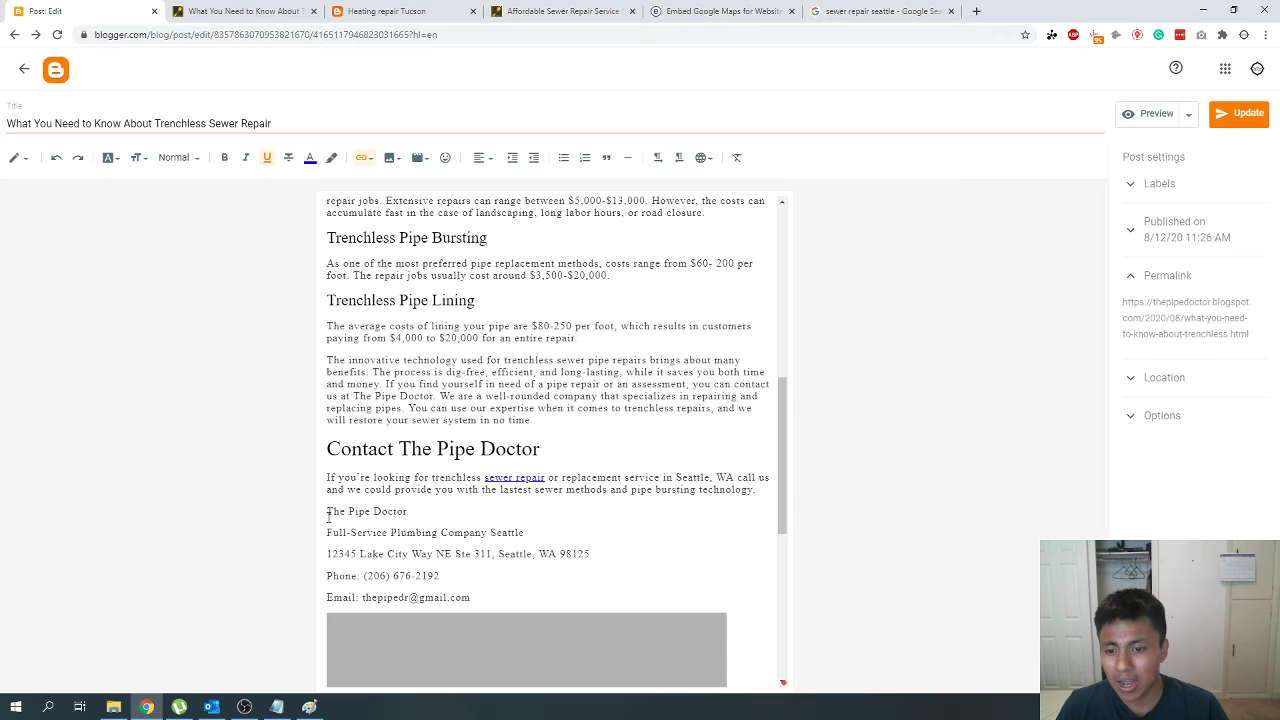 Post: Edit
What You Need to Know About T
Heating repair Tucson
Affordable Sewer Repair Service S
Embed Google Maps for Website
sewer repair seattle - Google Sea
blogger.com/blog/post/edit/8357863070953821670/4165117946823031665?hl=en
95
Title
What You Need to Know About Trenchless Sewer Repair
Preview
Update
Normal
Post settings
Labels
Published on
8/12/20 11:26 AM
Permalink
https://thepipedoctor.blogspot.
com/2020/08/what-you-need-
to-know-about-trenchless.html
Location
Options
repair jobs. Extensive repairs can range between $5,000-$13,000. However, the costs can
accumulate fast in the case of landscaping, long labor hours, or road closure.
Trenchless Pipe Bursting
As one of the most preferred pipe replacement methods, costs range from $60- 200 per
foot. The repair jobs usually cost around $3,500-$20,000.
Trenchless Pipe Lining
The average costs of lining your pipe are $80-250 per foot, which results in customers
paying from $4,000 to $20,000 for an entire repair.
The innovative technology used for trenchless sewer pipe repairs brings about many
benefits. The process is dig-free, efficient, and long-lasting, while it saves you both time
and money. If you find yourself in need of a pipe repair or an assessment, you can contact
us at The Pipe Doctor. We are a well-rounded company that specializes in repairing and
replacing pipes. You can use our expertise when it comes to trenchless repairs, and we
will restore your sewer system in no time.
Contact The Pipe Doctor
If you're looking for trenchless sewer repair or replacement service in Seattle, WA call us
and we could provide you with the lastest sewer methods and pipe bursting technology.
The Pipe Doctor
Full-Service Plumbing Company Seattle
12345 Lake City Way NE Ste 311, Seattle, WA 98125
Phone: (206) 676-2192
Email: thepipedr@gmail.com